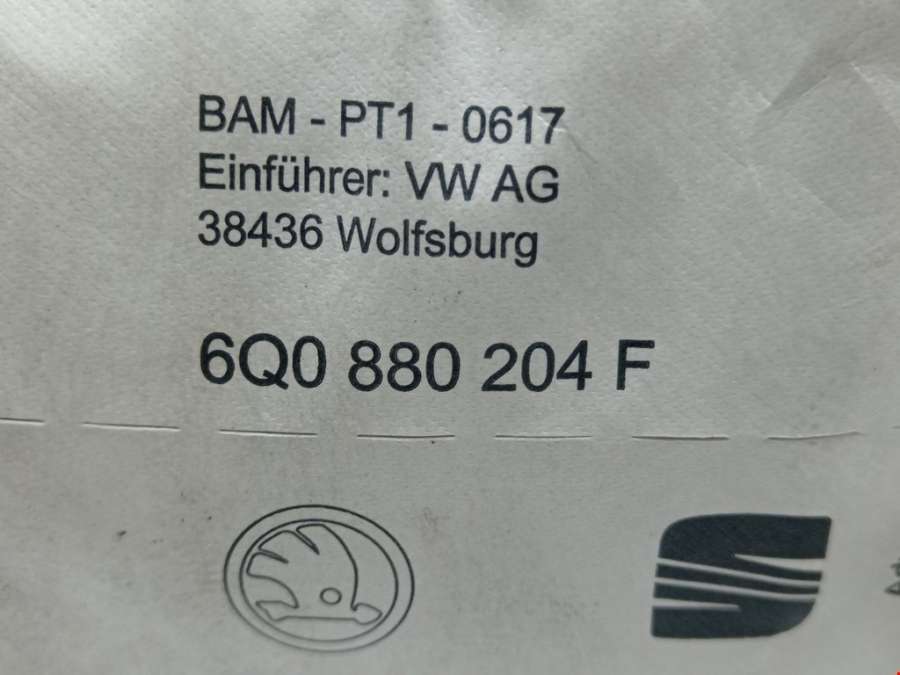 BAM - PT1 - 0617
Einführer: VW AG
38436 Wolfsburg
6Q0 880 204 F